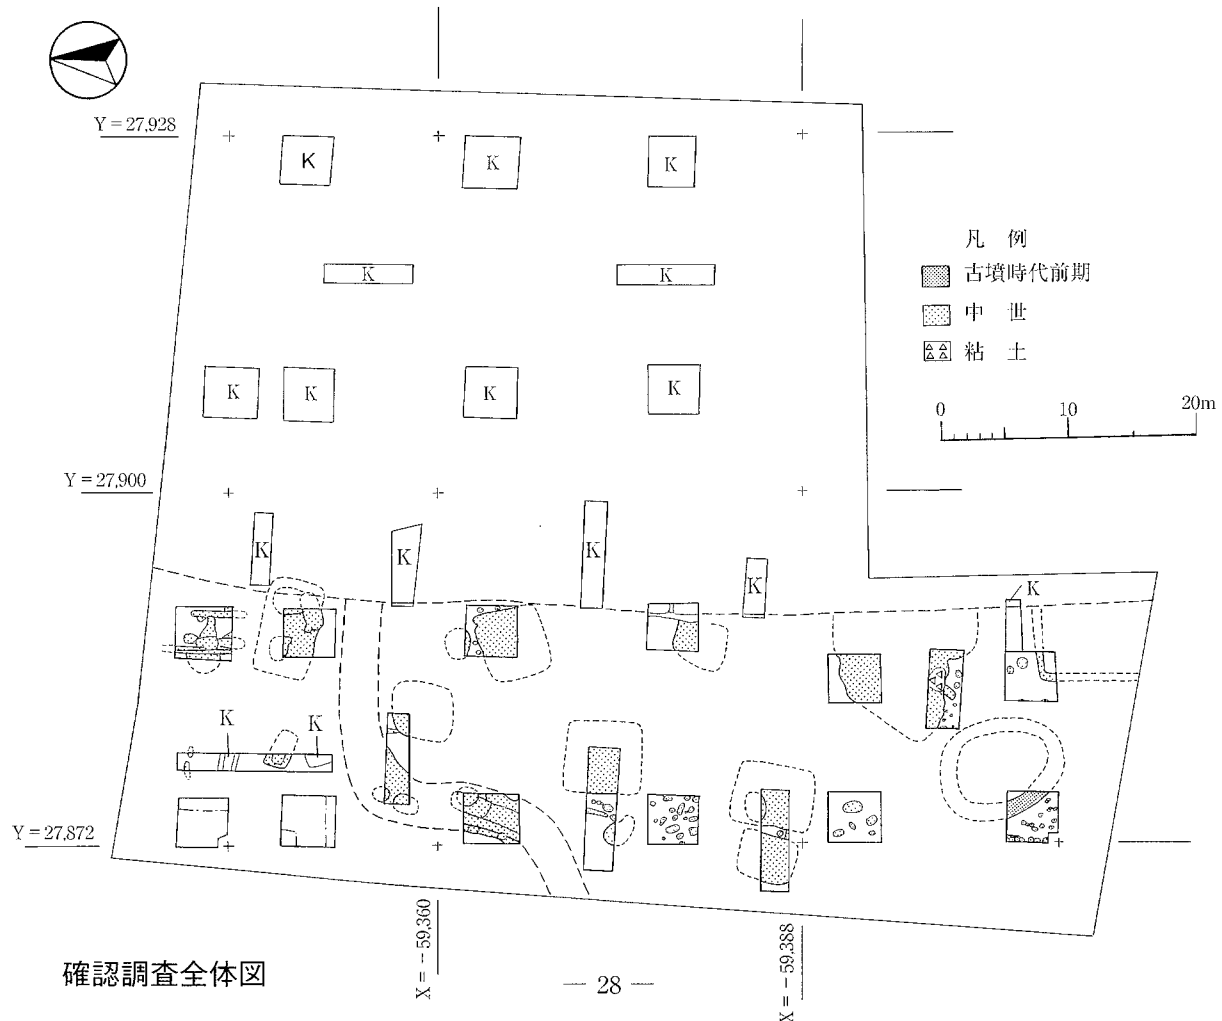 Y = 27,928
K
K
K
K
K
凡 例
古墳時代前期
中 世
粘 土
0 10 20m
K
K
K
K
Y = 27,900
K
K
K
K
K
K
K
Y = 27,872
X = －59,360
X = －59,388
確認調査全体図
— 28 —